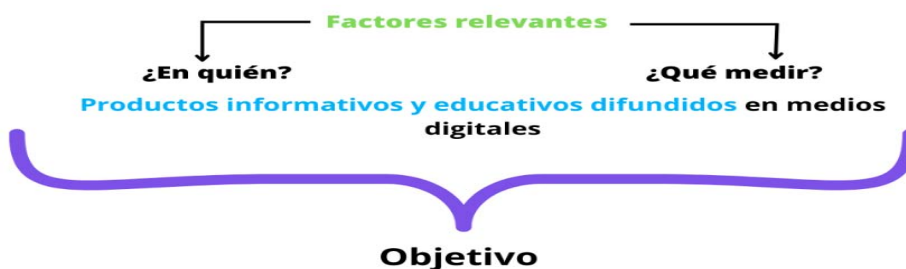 Factores relevantes
¿En quién?
¿Qué medir?
Productos informativos y educativos difundidos en medios
digitales
Objetivo